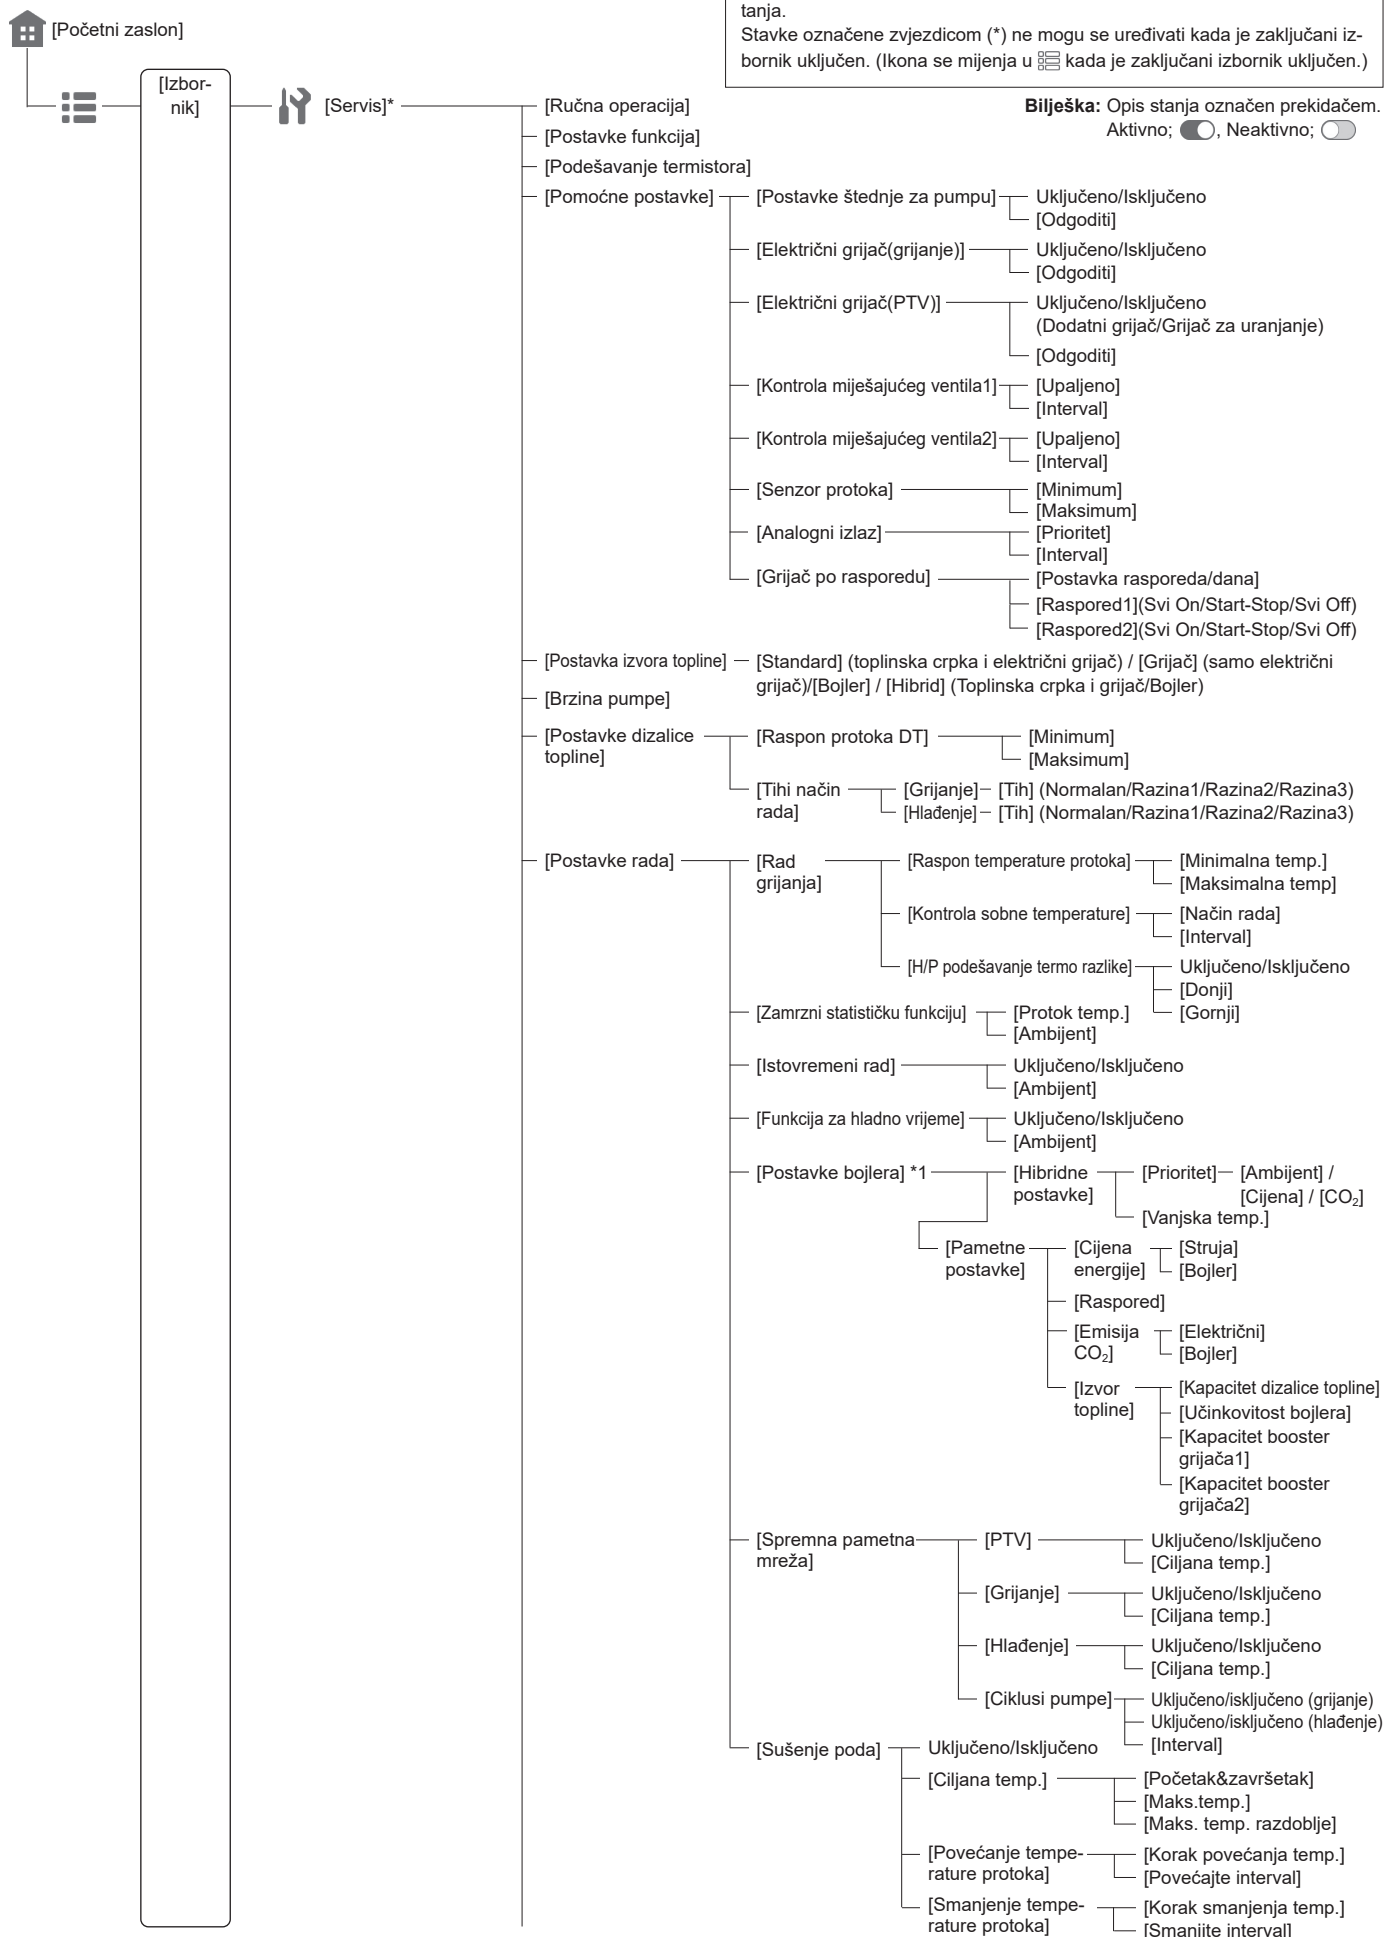 tanja.
Stavke označene zvjezdicom (*) ne mogu se uređivati kada je zaključani iz-
bornik uključen. (Ikona se mijenja u kada je zaključani izbornik uključen.)
[Početni zaslon]
[Izbor-
nik]
[Servis]*
Bilješka: Opis stanja označen prekidačem.
Aktivno; , Neaktivno;
[Ručna operacija]
[Postavke funkcija]
[Podešavanje termistora]
[Pomoćne postavke]
[Postavke štednje za pumpu]
Uključeno/Isključeno
[Odgoditi]
[Električni grijač(grijanje)]
Uključeno/Isključeno
[Odgoditi]
[Električni grijač(PTV)]
Uključeno/Isključeno
(Dodatni grijač/Grijač za uranjanje)
[Odgoditi]
[Kontrola miješajućeg ventila1]
[Upaljeno]
[Interval]
[Kontrola miješajućeg ventila2]
[Upaljeno]
[Interval]
[Senzor protoka]
[Minimum]
[Maksimum]
[Analogni izlaz]
[Prioritet]
[Interval]
[Grijač po rasporedu]
[Postavka rasporeda/dana]
[Raspored1](Svi On/Start-Stop/Svi Off)
[Raspored2](Svi On/Start-Stop/Svi Off)
[Postavka izvora topline]
[Standard] (toplinska crpka i električni grijač) / [Grijač] (samo električni
grijač)/[Bojler] / [Hibrid] (Toplinska crpka i grijač/Bojler)
[Brzina pumpe]
[Postavke dizalice
topline]
[Raspon protoka DT]
[Minimum]
[Maksimum]
[Tihi način
rada]
[Grijanje]
[Tih] (Normalan/Razina1/Razina2/Razina3)
[Hlađenje]
[Tih] (Normalan/Razina1/Razina2/Razina3)
[Postavke rada]
[Rad
grijanja]
[Raspon temperature protoka]
[Minimalna temp.]
[Maksimalna temp]
[Kontrola sobne temperature]
[Način rada]
[Interval]
[H/P podešavanje termo razlike]
Uključeno/Isključeno
[Donji]
[Gornji]
[Zamrzni statističku funkciju]
[Protok temp.]
[Ambijent]
[Istovremeni rad]
Uključeno/Isključeno
[Ambijent]
[Funkcija za hladno vrijeme]
Uključeno/Isključeno
[Ambijent]
[Postavke bojlera] *1
[Hibridne
postavke]
[Prioritet]
[Ambijent] /
[Cijena] / [CO₂]
[Vanjska temp.]
[Pametne
postavke]
[Cijena
energije]
[Struja]
[Bojler]
[Raspored]
[Emisija
CO₂]
[Električni]
[Bojler]
[Izvor
topline]
[Kapacitet dizalice topline]
[Učinkovitost bojlera]
[Kapacitet booster
grijača1]
[Kapacitet booster
grijača2]
[Spremna pametna
mreža]
[PTV]
Uključeno/Isključeno
[Ciljana temp.]
[Grijanje]
Uključeno/Isključeno
[Ciljana temp.]
[Hlađenje]
Uključeno/Isključeno
[Ciljana temp.]
[Ciklusi pumpe]
Uključeno/isključeno (grijanje)
Uključeno/isključeno (hlađenje)
[Interval]
[Sušenje poda]
Uključeno/Isključeno
[Ciljana temp.]
[Početak&završetak]
[Maks.temp.]
[Maks. temp. razdoblje]
[Povećanje tempe-
rature protoka]
[Korak povećanja temp.]
[Povećajte interval]
[Smanjenje tempe-
rature protoka]
[Korak smanjenja temp.]
[Smanjite interval]